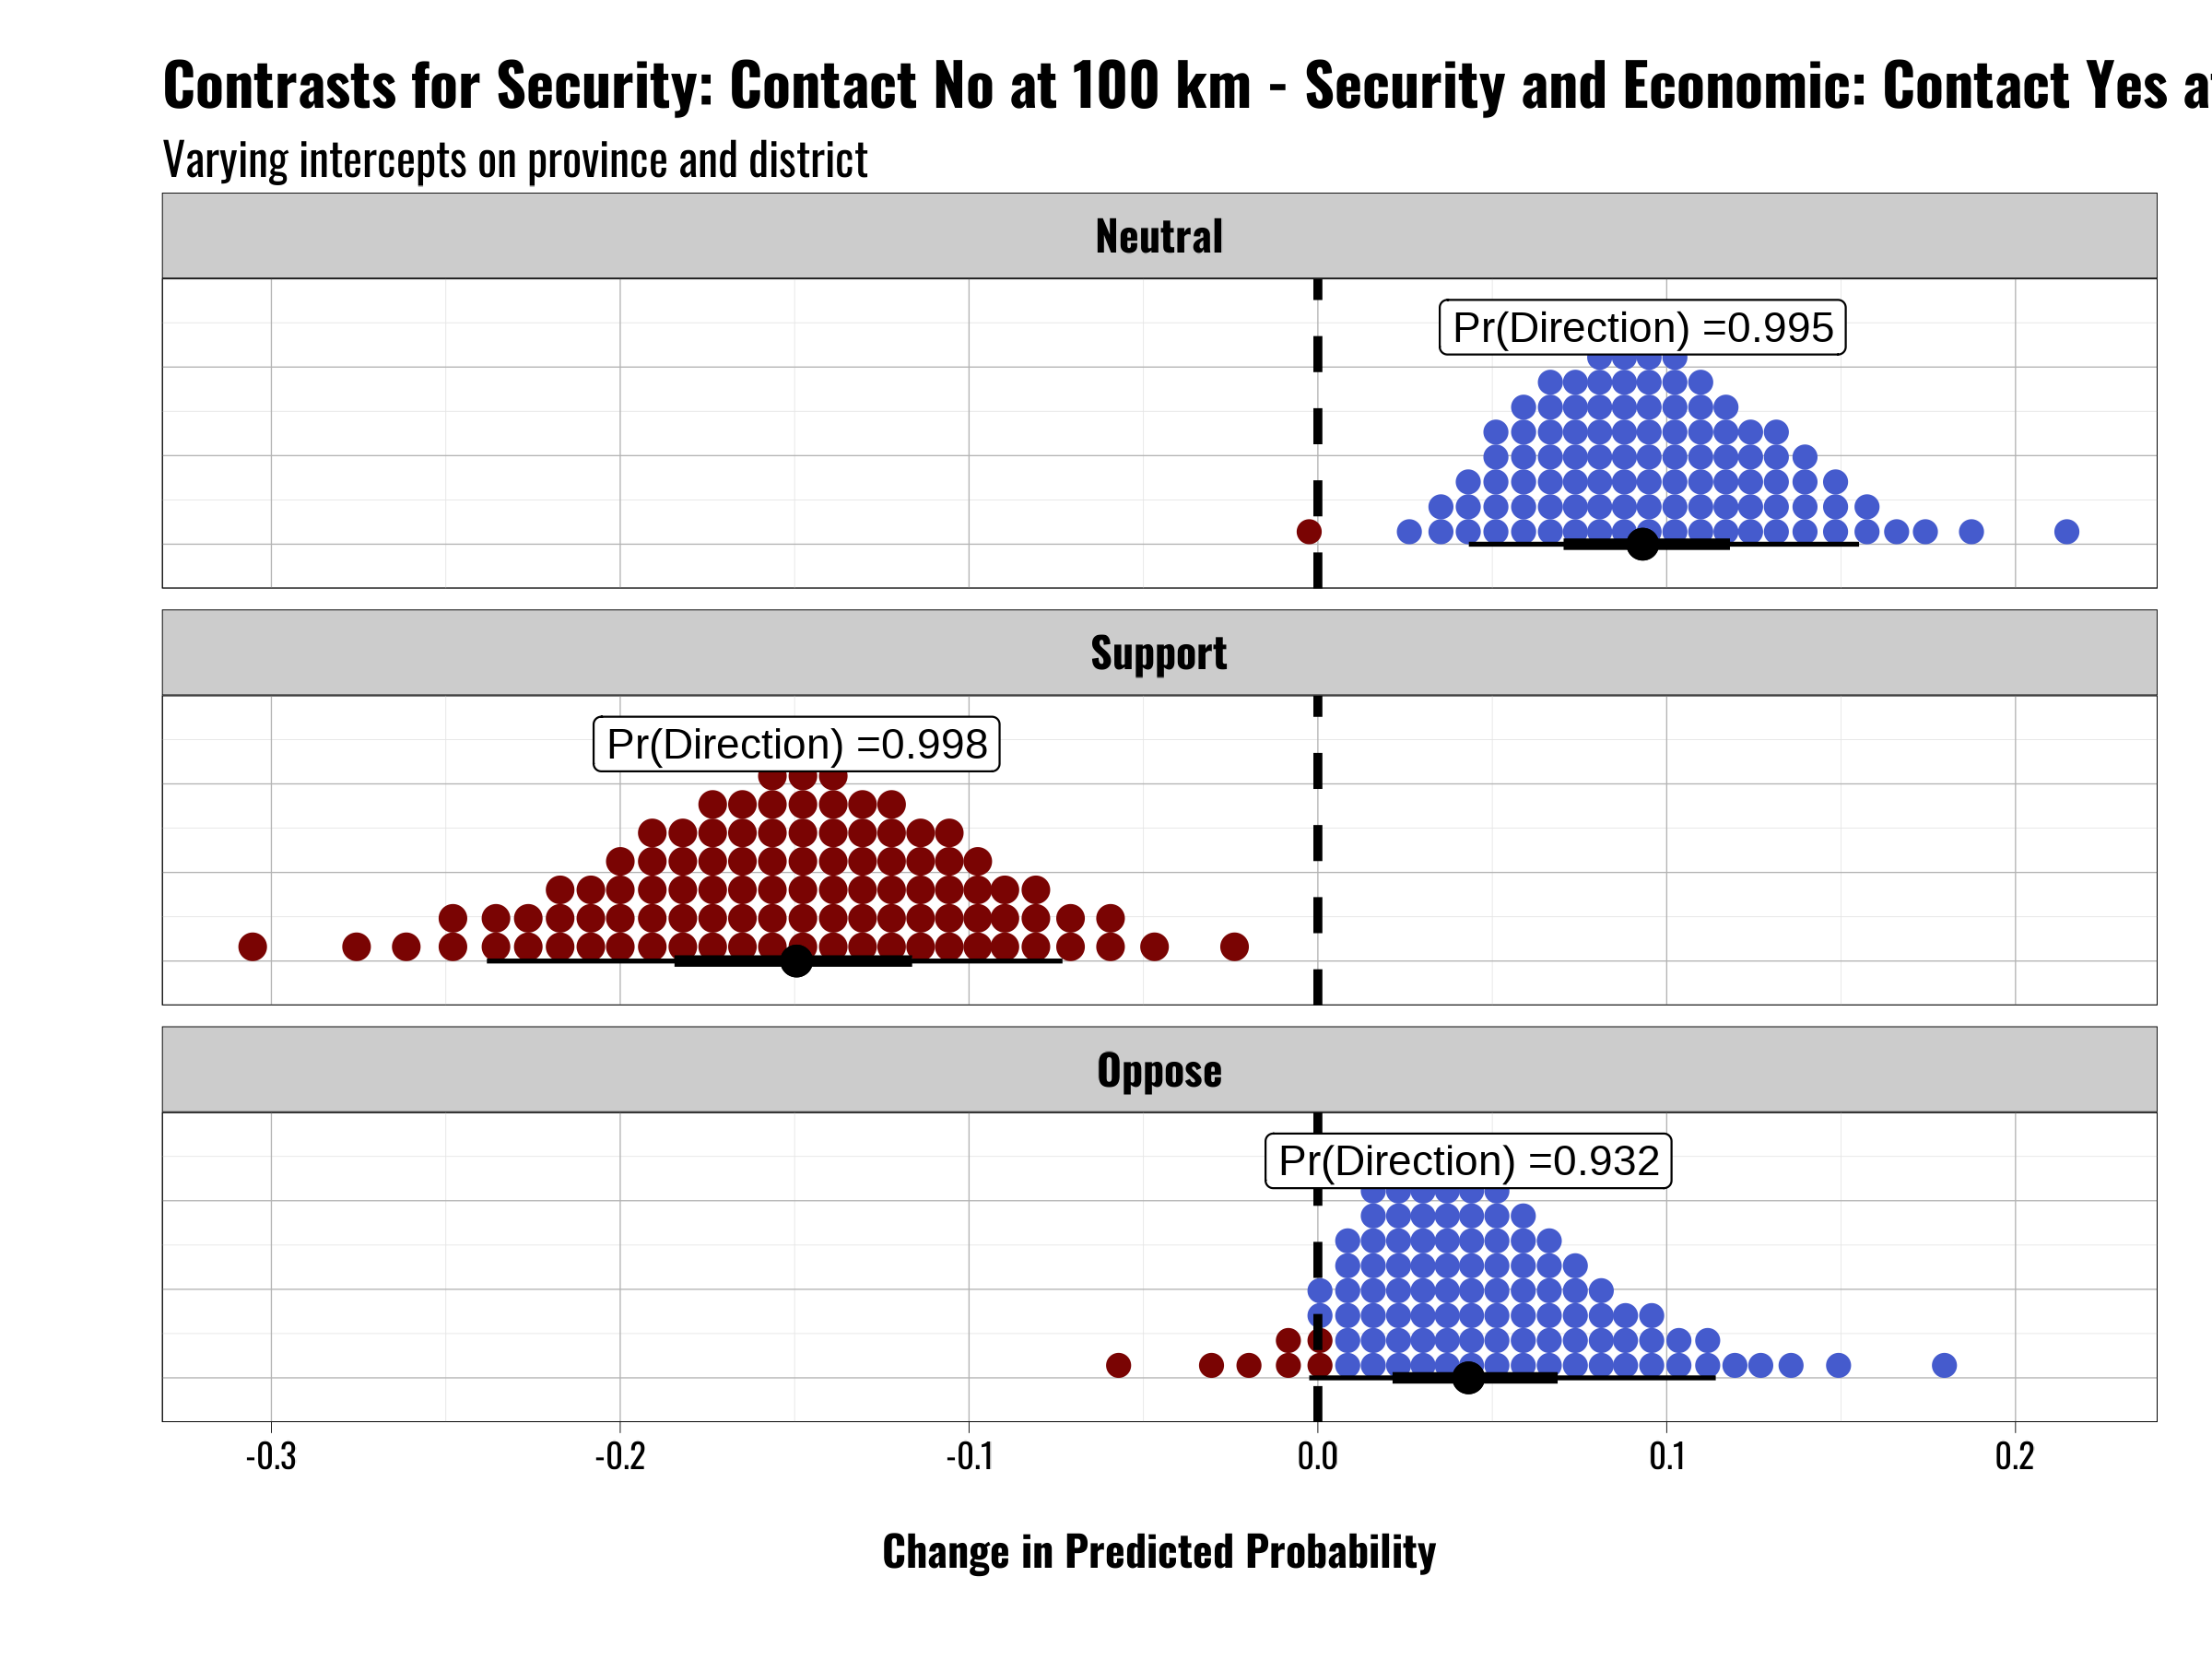 Contrasts for Security: Contact No at 100 km - Security and Economic: Contact Yes
Varying intercepts on province and district
Neutral
Pr(Direction) =0.995
Support
Pr(Direction) =0.998
Oppose
Pr(Direction) =0.932
-0.3 -0.2 -0.1 0.0 0.1 0.2
Change in Predicted Probability